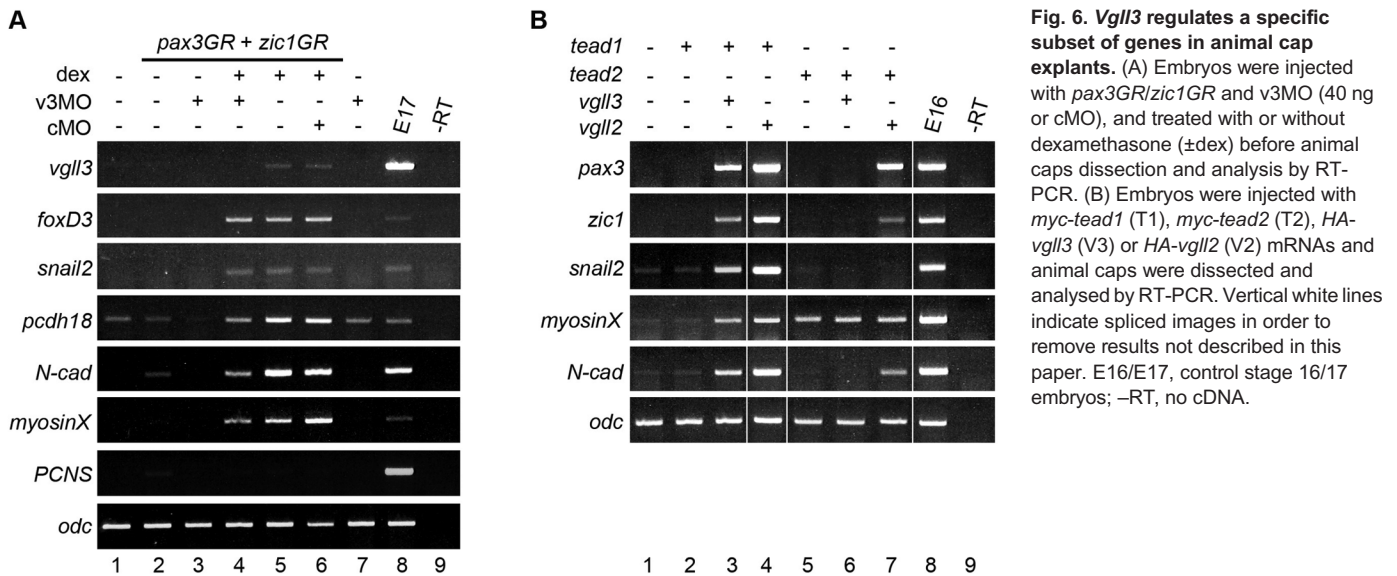 A
pax3GR + zic1GR
dex - - - + + + -
v3MO - - + + - - + E17 -RT
cMO - - - - - + -
vgll3
foxD3
snail2
pcdh18
N-cad
myosinX
PCNS
odc
1 2 3 4 5 6 7 8 9
B
tead1 - + + + - - -
tead2 - - - - + + +
vgll3 - - + - - + - E16 -RT
vgll2 - - - + - - +
pax3
zic1
snail2
myosinX
N-cad
odc
1 2 3 4 5 6 7 8 9
Fig. 6. Vgll3 regulates a specific
subset of genes in animal cap
explants. (A) Embryos were injected
with pax3GR/zic1GR and v3MO (40 ng
or cMO), and treated with or without
dexamethasone (±dex) before animal
caps dissection and analysis by RT-
PCR. (B) Embryos were injected with
myc-tead1 (T1), myc-tead2 (T2), HA-
vgll3 (V3) or HA-vgll2 (V2) mRNAs and
animal caps were dissected and
analysed by RT-PCR. Vertical white lines
indicate spliced images in order to
remove results not described in this
paper. E16/E17, control stage 16/17
embryos; –RT, no cDNA.